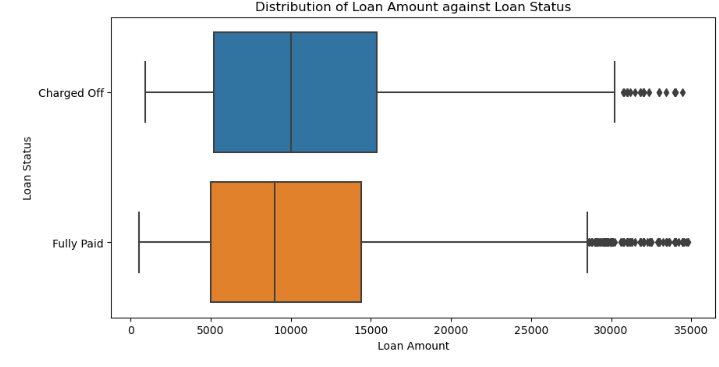 Distribution of Loan Amount against Loan Status
Charged Off
Fully Paid
Loan Status
0 5000 10000 15000 20000 25000 30000 35000
Loan Amount